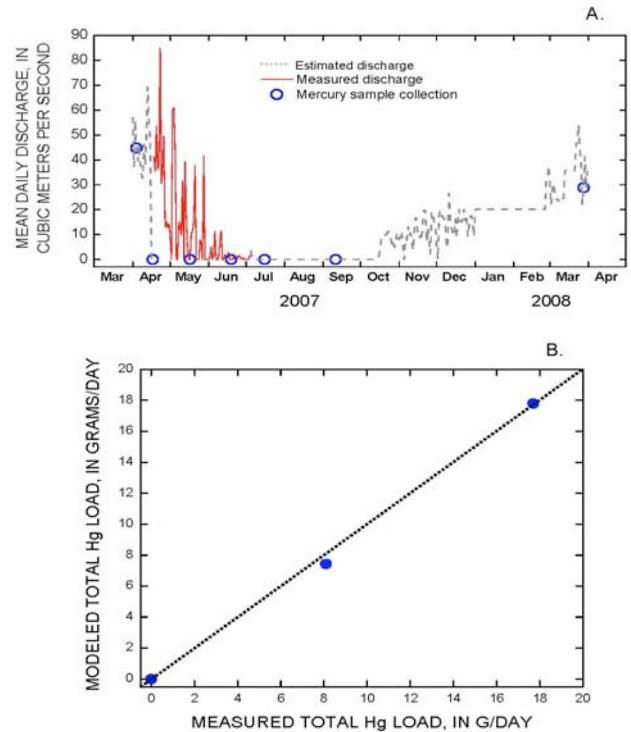 A.
MEAN DAILY DISCHARGE, IN
CUBIC METERS PER SECOND
90
80
70
60
50
40
30
20
10
0
Estimated discharge
Measured discharge
Mercury sample collection
Mar Apr May Jun Jul Aug Sep Oct Nov Dec Jan Feb Mar Apr
2007 2008
B.
MODELED TOTAL Hg LOAD, IN GRAMS/DAY
20
18
16
14
12
10
8
6
4
2
0
0 2 4 6 8 10 12 14 16 18 20
MEASURED TOTAL Hg LOAD, IN G/DAY